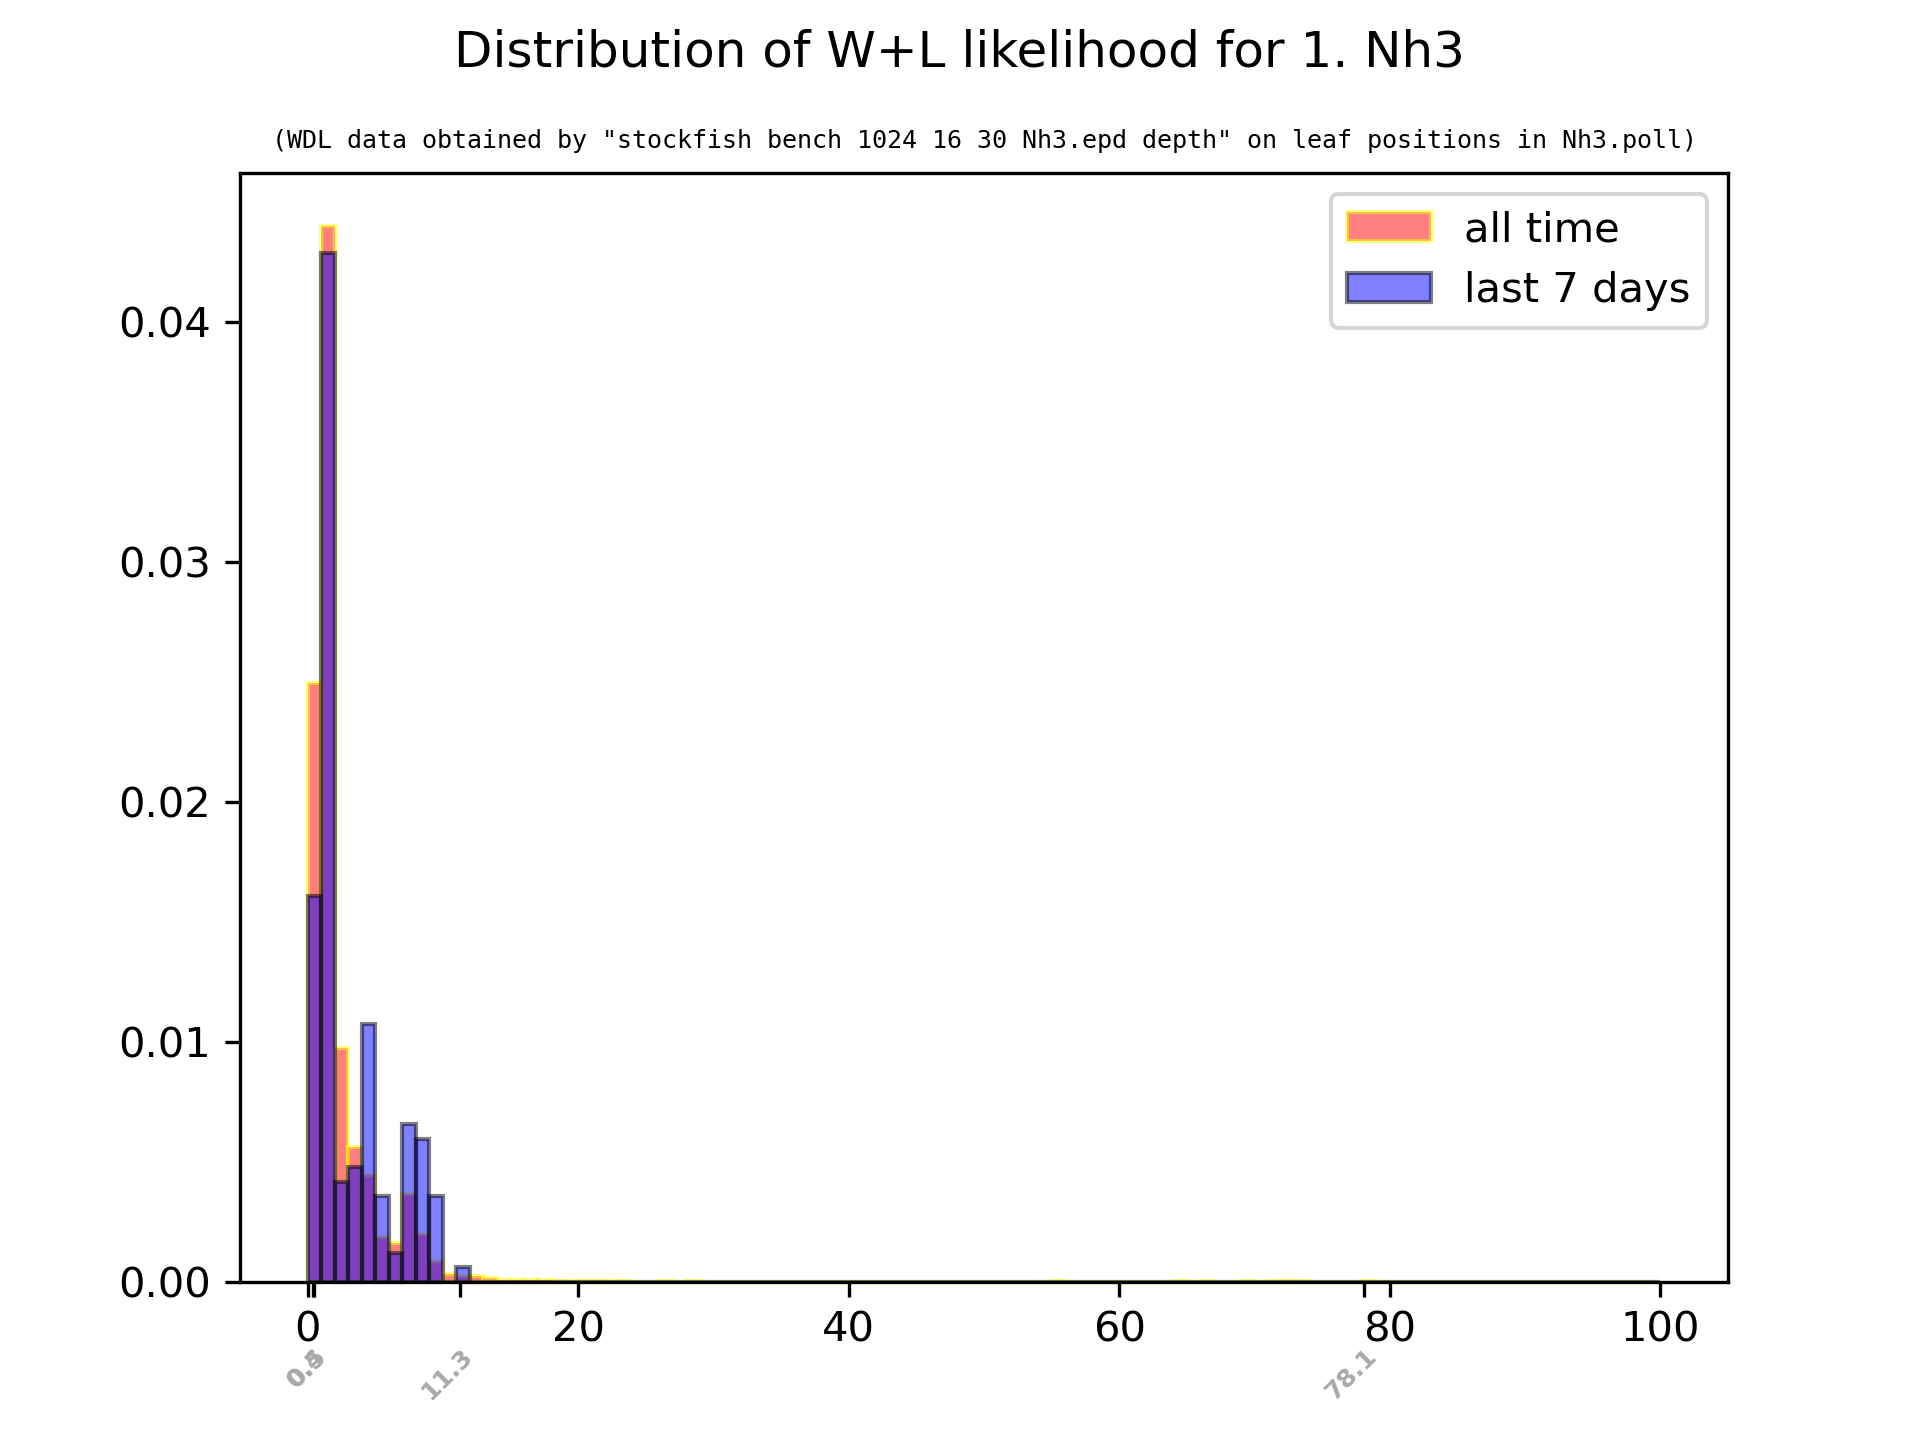 Distribution of W+L likelihood for 1. Nh3
(WDL data obtained by "stockfish bench 1024 16 30 Nh3.epd depth" on leaf positions in Nh3.poll)
all time
last 7 days
0.04
0.03
0.02
0.01
0.00
0 20 40 60 80 100
11.3 78.1